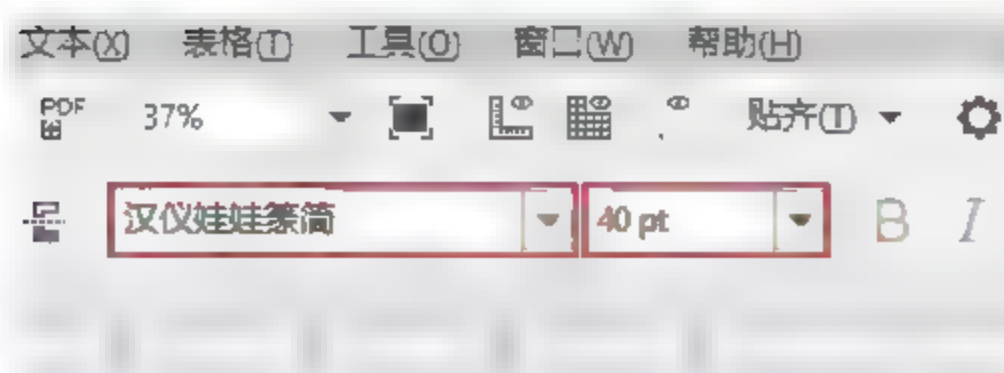 文本(X) 表格(T) 工具(O) 窗口(W) 帮助(H)
PDF 37% 贴齐(T)
汉仪娃娃篆简 40 pt B I